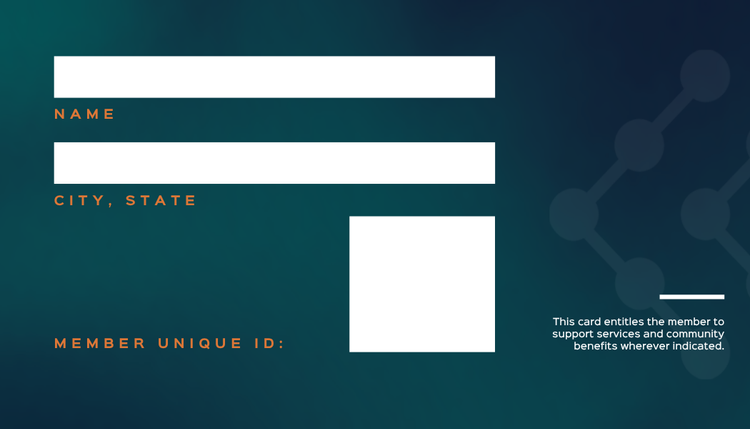 NAME
CITY, STATE
MEMBER UNIQUE ID:
This card entitles the member to
support services and community
benefits wherever indicated.